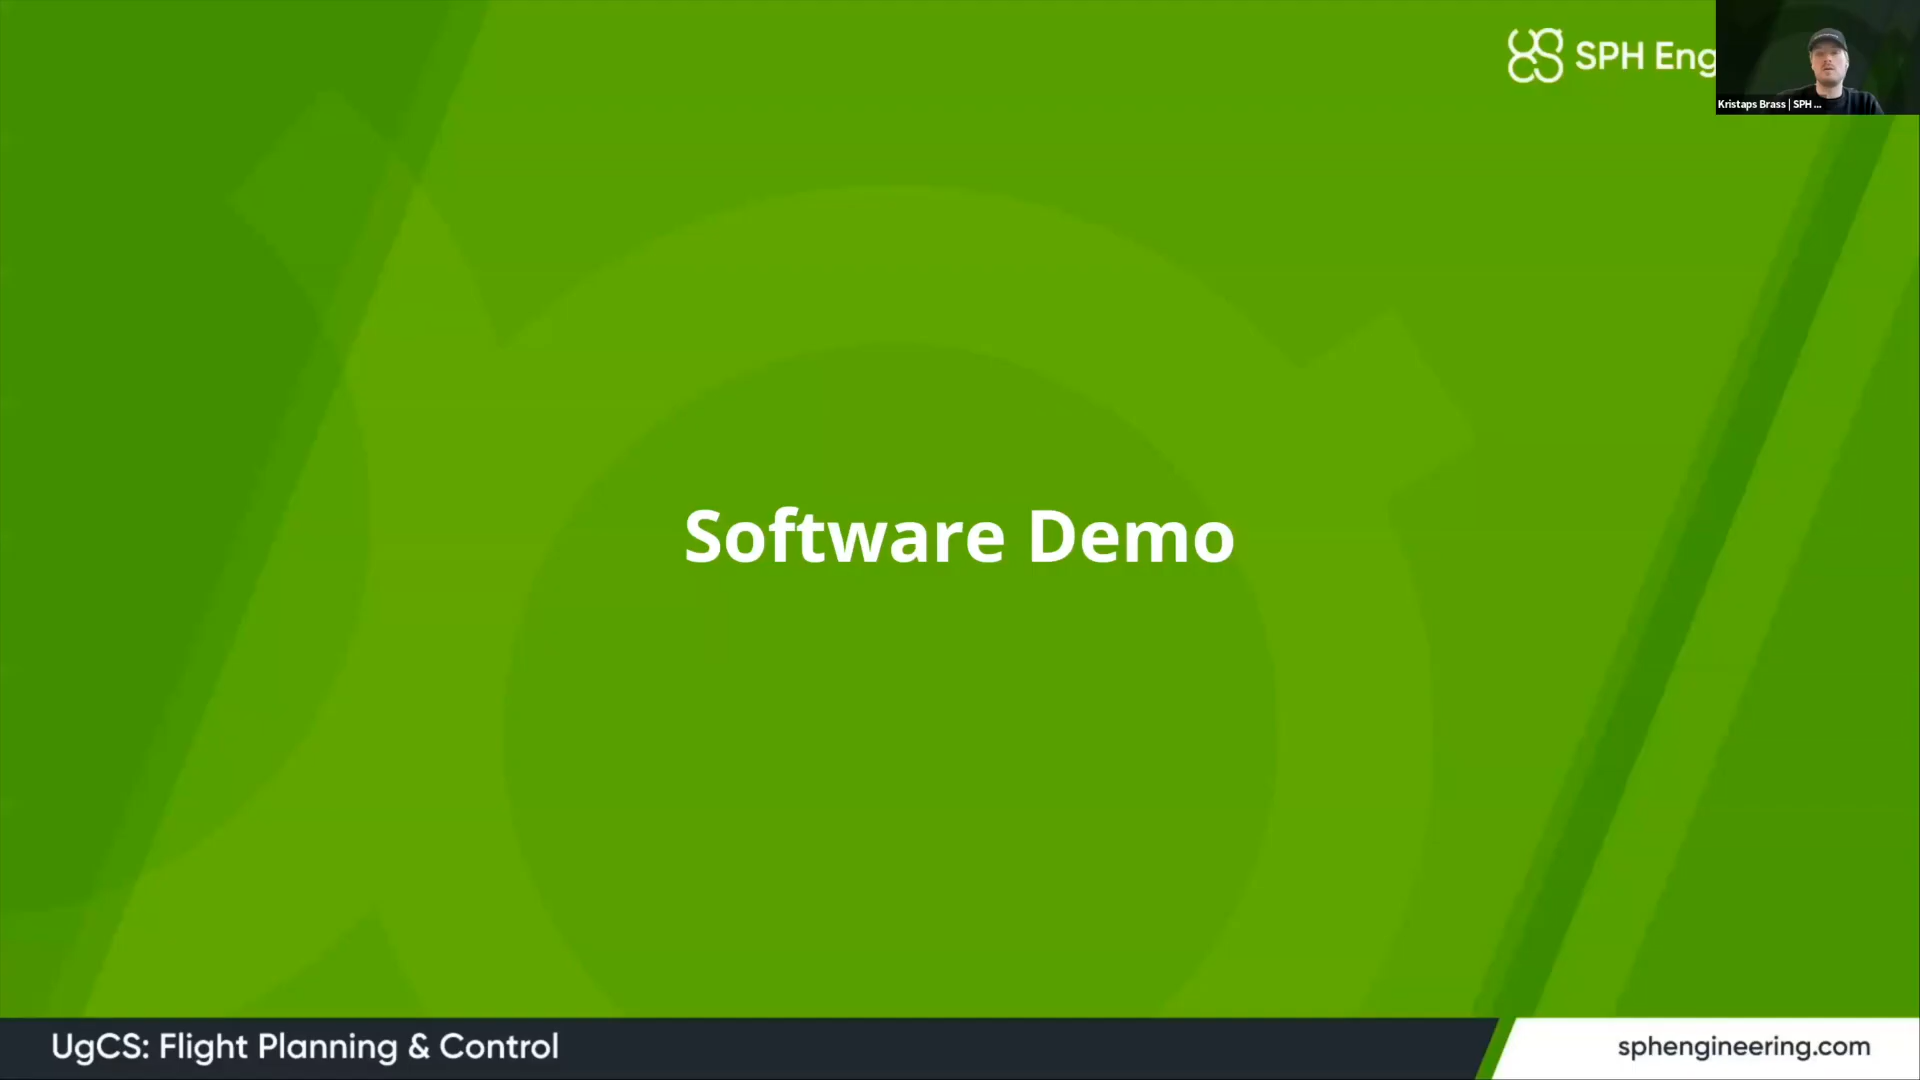 SPH Eng
Kristaps Brass | SPH ...
Software Demo
UgCS: Flight Planning & Control
sphengineering.com